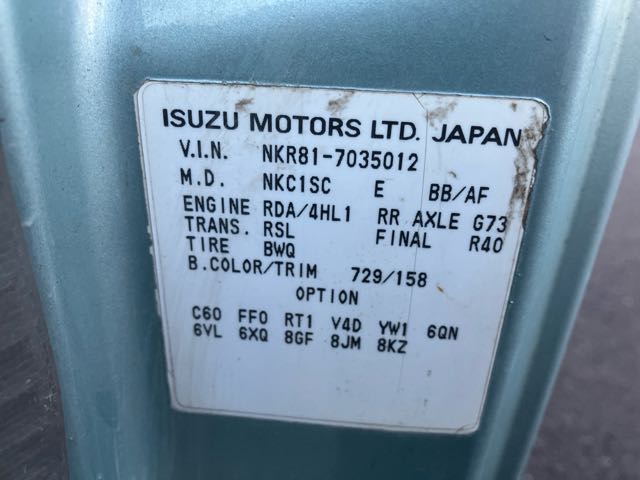 ISUZU MOTORS LTD. JAPAN
V.I.N. NKR81-7035012
M.D. NKC1SC E BB/AF
ENGINE RDA/4HL1 RR AXLE G73
TRANS. RSL FINAL R40
TIRE BWQ
B.COLOR/TRIM 729/158
OPTION
C60 FF0 RT1 V4D YW1 6QN
6VL 6XQ 8GF 8JM 8KZ